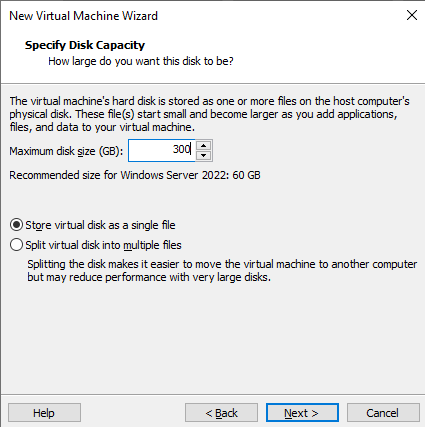 New Virtual Machine Wizard
Specify Disk Capacity
How large do you want this disk to be?
The virtual machine's hard disk is stored as one or more files on the host computer's
physical disk. These file(s) start small and become larger as you add applications,
files, and data to your virtual machine.
Maximum disk size (GB): 300
Recommended size for Windows Server 2022: 60 GB
Store virtual disk as a single file
Split virtual disk into multiple files
Splitting the disk makes it easier to move the virtual machine to another computer
but may reduce performance with very large disks.
Help < Back Next > Cancel